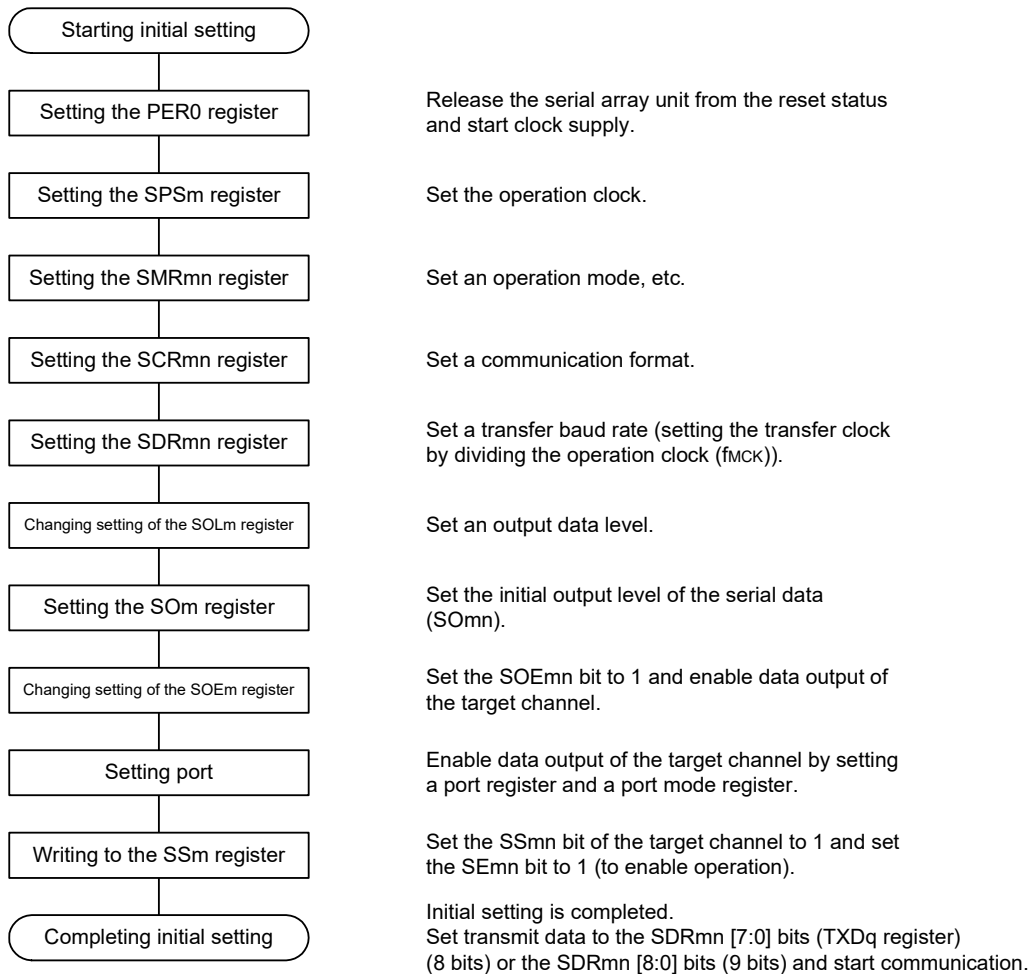 Starting initial setting
Setting the PER0 register
Release the serial array unit from the reset status
and start clock supply.
Setting the SPSm register
Set the operation clock.
Setting the SMRmn register
Set an operation mode, etc.
Setting the SCRmn register
Set a communication format.
Setting the SDRmn register
Set a transfer baud rate (setting the transfer clock
by dividing the operation clock (fMCK)).
Changing setting of the SOLm register
Set an output data level.
Setting the SOm register
Set the initial output level of the serial data
(SOmn).
Changing setting of the SOEm register
Set the SOEmn bit to 1 and enable data output of
the target channel.
Setting port
Enable data output of the target channel by setting
a port register and a port mode register.
Writing to the SSm register
Set the SSmn bit of the target channel to 1 and set
the SEmn bit to 1 (to enable operation).
Completing initial setting
Initial setting is completed.
Set transmit data to the SDRmn [7:0] bits (TXDq register)
(8 bits) or the SDRmn [8:0] bits (9 bits) and start communication.